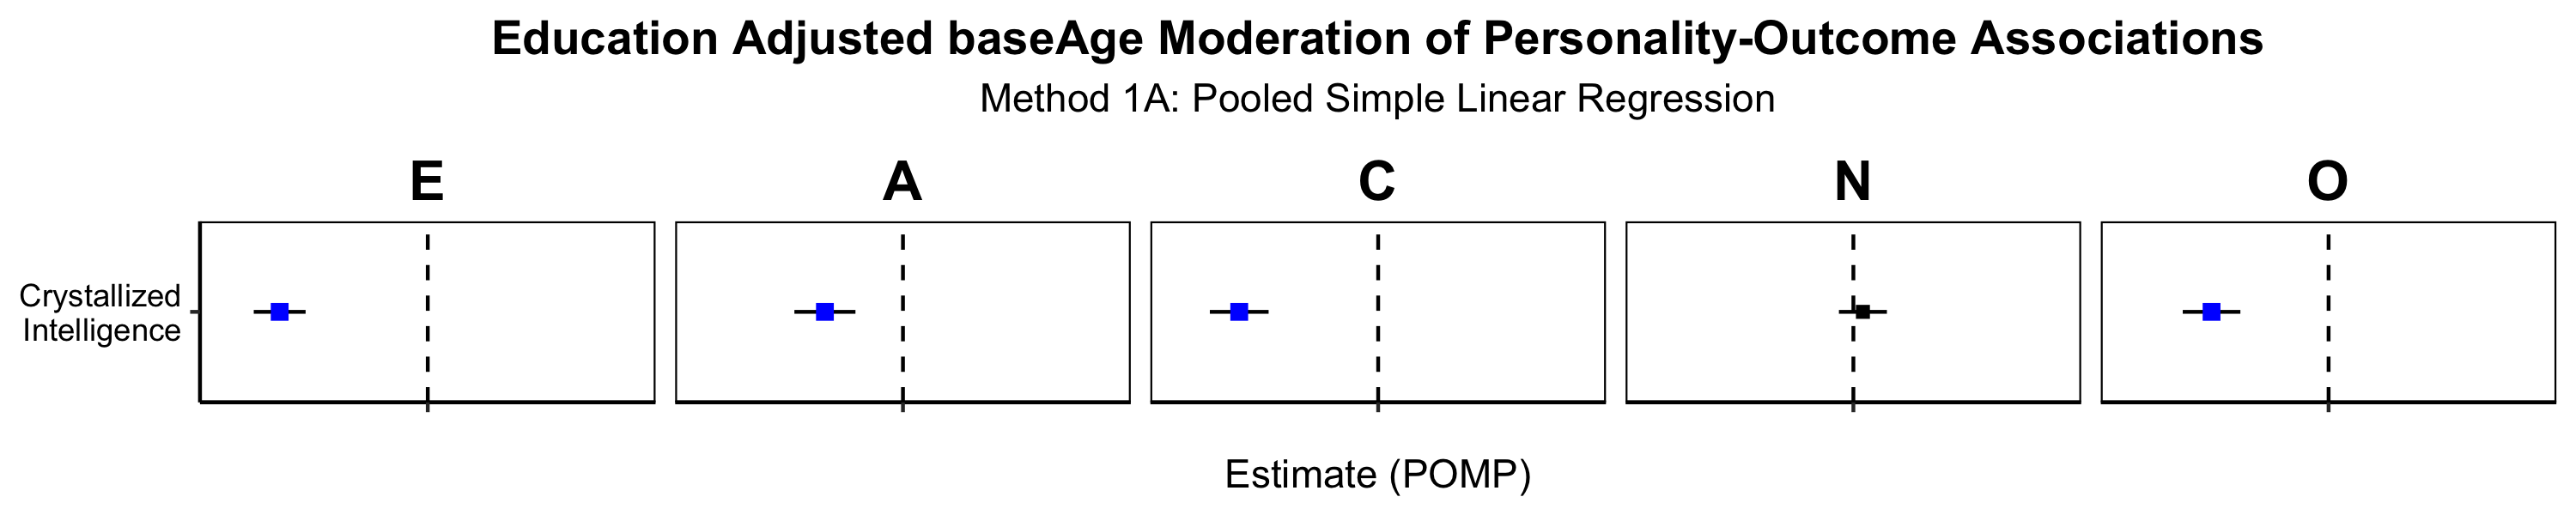 Education Adjusted baseAge Moderation of Personality-Outcome Associations
Method 1A: Pooled Simple Linear Regression
E A C N O
Crystallized
Intelligence
Estimate (POMP)